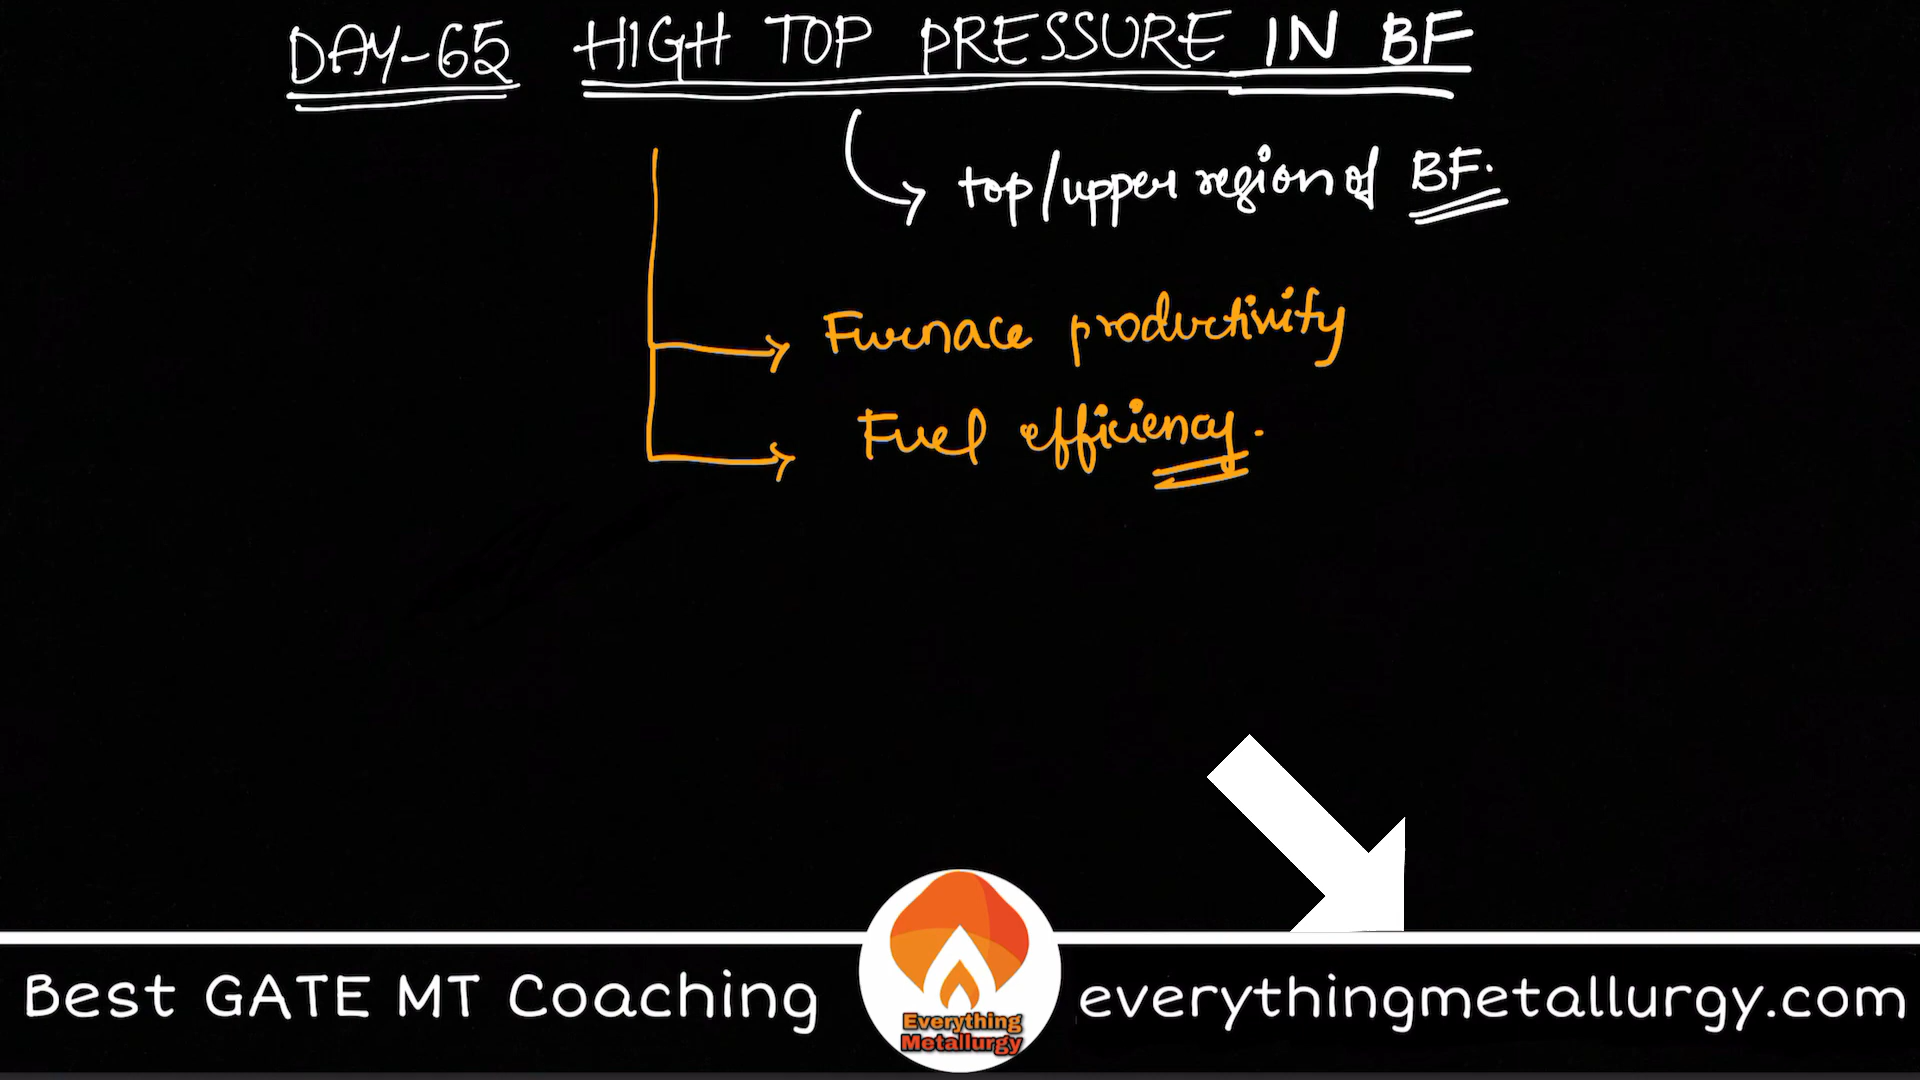 DAY-65 HIGH TOP PRESSURE IN BF
top/upper region of BF.
Furnace productivity
Fuel efficiency.
Best GATE MT Coaching
Everything
Metallurgy
everythingmetallurgy.com